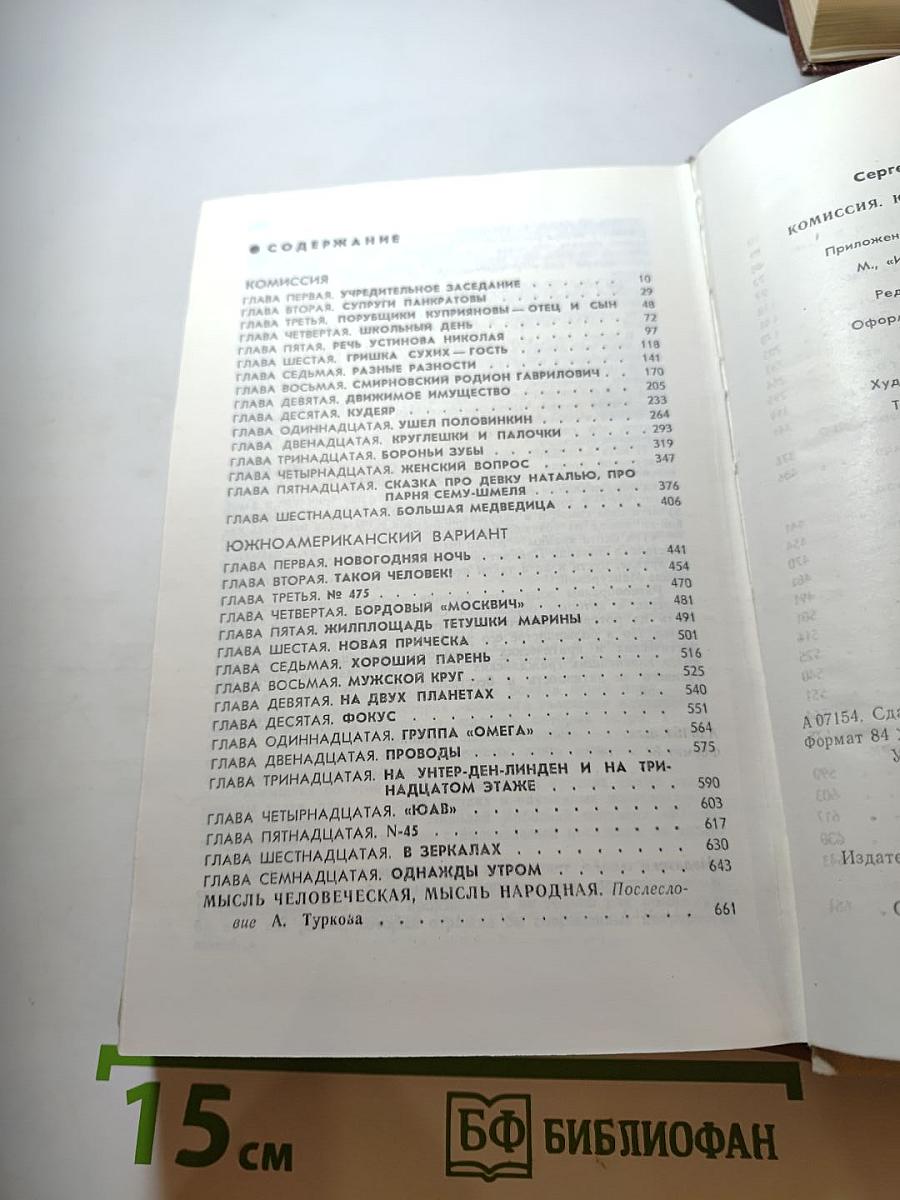 ● СОДЕРЖАНИЕ
КОМИССИЯ
ГЛАВА ПЕРВАЯ. УЧРЕДИТЕЛЬНОЕ ЗАСЕДАНИЕ . . . . . . 10
ГЛАВА ВТОРАЯ. СУПРУГИ ПАНКРАТОВЫ . . . . . . . 29
ГЛАВА ТРЕТЬЯ. ПОРУБЩИКИ КУПРИЯНОВЫ — ОТЕЦ И СЫН 48
ГЛАВА ЧЕТВЕРТАЯ. ШКОЛЬНЫЙ ДЕНЬ . . . . . . . . 72
ГЛАВА ПЯТАЯ. РЕЧЬ УСТИНОВА НИКОЛАЯ . . . . . . . 97
ГЛАВА ШЕСТАЯ. ГРИШКА СУХИХ — ГОСТЬ . . . . . . . 118
ГЛАВА СЕДЬМАЯ. РАЗНЫЕ РАЗНОСТИ . . . . . . . . 141
ГЛАВА ВОСЬМАЯ. СМИРНОВСКИЙ РОДИОН ГАВРИЛОВИЧ . . 170
ГЛАВА ДЕВЯТАЯ. ДВИЖИМОЕ ИМУЩЕСТВО . . . . . . . 205
ГЛАВА ДЕСЯТАЯ. КУДЕЯР . . . . . . . . . . . . 233
ГЛАВА ОДИННАДЦАТАЯ. УШЕЛ ПОЛОВИНКИН . . . . . . 264
ГЛАВА ДВЕНАДЦАТАЯ. КРУГЛЕШКИ И ПАЛОЧКИ . . . . . 293
ГЛАВА ТРИНАДЦАТАЯ. БОРОНЬИ ЗУБЫ . . . . . . . . 319
ГЛАВА ЧЕТЫРНАДЦАТАЯ. ЖЕНСКИЙ ВОПРОС . . . . . . 347
ГЛАВА ПЯТНАДЦАТАЯ. СКАЗКА ПРО ДЕВКУ НАТАЛЬЮ, ПРО
ПАРНЯ СЕМУ-ШМЕЛЯ . . . . . . . 376
ГЛАВА ШЕСТНАДЦАТАЯ. БОЛЬШАЯ МЕДВЕДИЦА . . . . . 406
ЮЖНОАМЕРИКАНСКИЙ ВАРИАНТ
ГЛАВА ПЕРВАЯ. НОВОГОДНЯЯ НОЧЬ . . . . . . . . . 441
ГЛАВА ВТОРАЯ. ТАКОЙ ЧЕЛОВЕК! . . . . . . . . . . 454
ГЛАВА ТРЕТЬЯ. № 475 . . . . . . . . . . . . . 470
ГЛАВА ЧЕТВЕРТАЯ. БОРДОВЫЙ «МОСКВИЧ» . . . . . . 481
ГЛАВА ПЯТАЯ. ЖИЛПЛОЩАДЬ ТЕТУШКИ МАРИНЫ . . . . 491
ГЛАВА ШЕСТАЯ. НОВАЯ ПРИЧЕСКА . . . . . . . . . 501
ГЛАВА СЕДЬМАЯ. ХОРОШИЙ ПАРЕНЬ . . . . . . . . 516
ГЛАВА ВОСЬМАЯ. МУЖСКОЙ КРУГ . . . . . . . . . 525
ГЛАВА ДЕВЯТАЯ. НА ДВУХ ПЛАНЕТАХ . . . . . . . . 540
ГЛАВА ДЕСЯТАЯ. ФОКУС . . . . . . . . . . . . 551
ГЛАВА ОДИННАДЦАТАЯ. ГРУППА «ОМЕГА» . . . . . . 564
ГЛАВА ДВЕНАДЦАТАЯ. ПРОВОДЫ . . . . . . . . . 575
ГЛАВА ТРИНАДЦАТАЯ. НА УНТЕР-ДЕН-ЛИНДЕН И НА ТРИ-
НАДЦАТОМ ЭТАЖЕ . . . . . . . 590
ГЛАВА ЧЕТЫРНАДЦАТАЯ. «ЮАВ» . . . . . . . . . . 603
ГЛАВА ПЯТНАДЦАТАЯ. N-45 . . . . . . . . . . . 617
ГЛАВА ШЕСТНАДЦАТАЯ. В ЗЕРКАЛАХ . . . . . . . . 630
ГЛАВА СЕМНАДЦАТАЯ. ОДНАЖДЫ УТРОМ . . . . . . 643
МЫСЛЬ ЧЕЛОВЕЧЕСКАЯ, МЫСЛЬ НАРОДНАЯ. Послесло-
вие А. Туркова . . . . . . . . . . . . . . . 661
Серге
КОМИССИЯ. Ю
Приложен
М., «И
Ред
Оформ
Худ
Т
А 07154. Сда
Формат 84
Издате
15 см
БФ БИБЛИОФАН